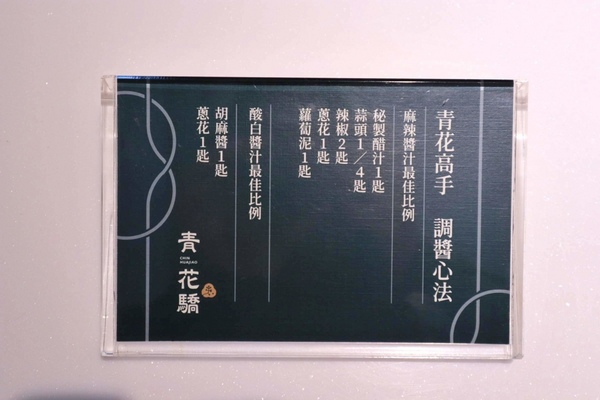 青花高手　調醬心法
麻辣醬汁最佳比例
秘製醋汁１匙
蒜頭１／４匙
辣椒２匙
蔥花１匙
蘿蔔泥１匙
酸白醬汁最佳比例
胡麻醬１匙
蔥花１匙
青花驕
CHIN
HUAJIAO